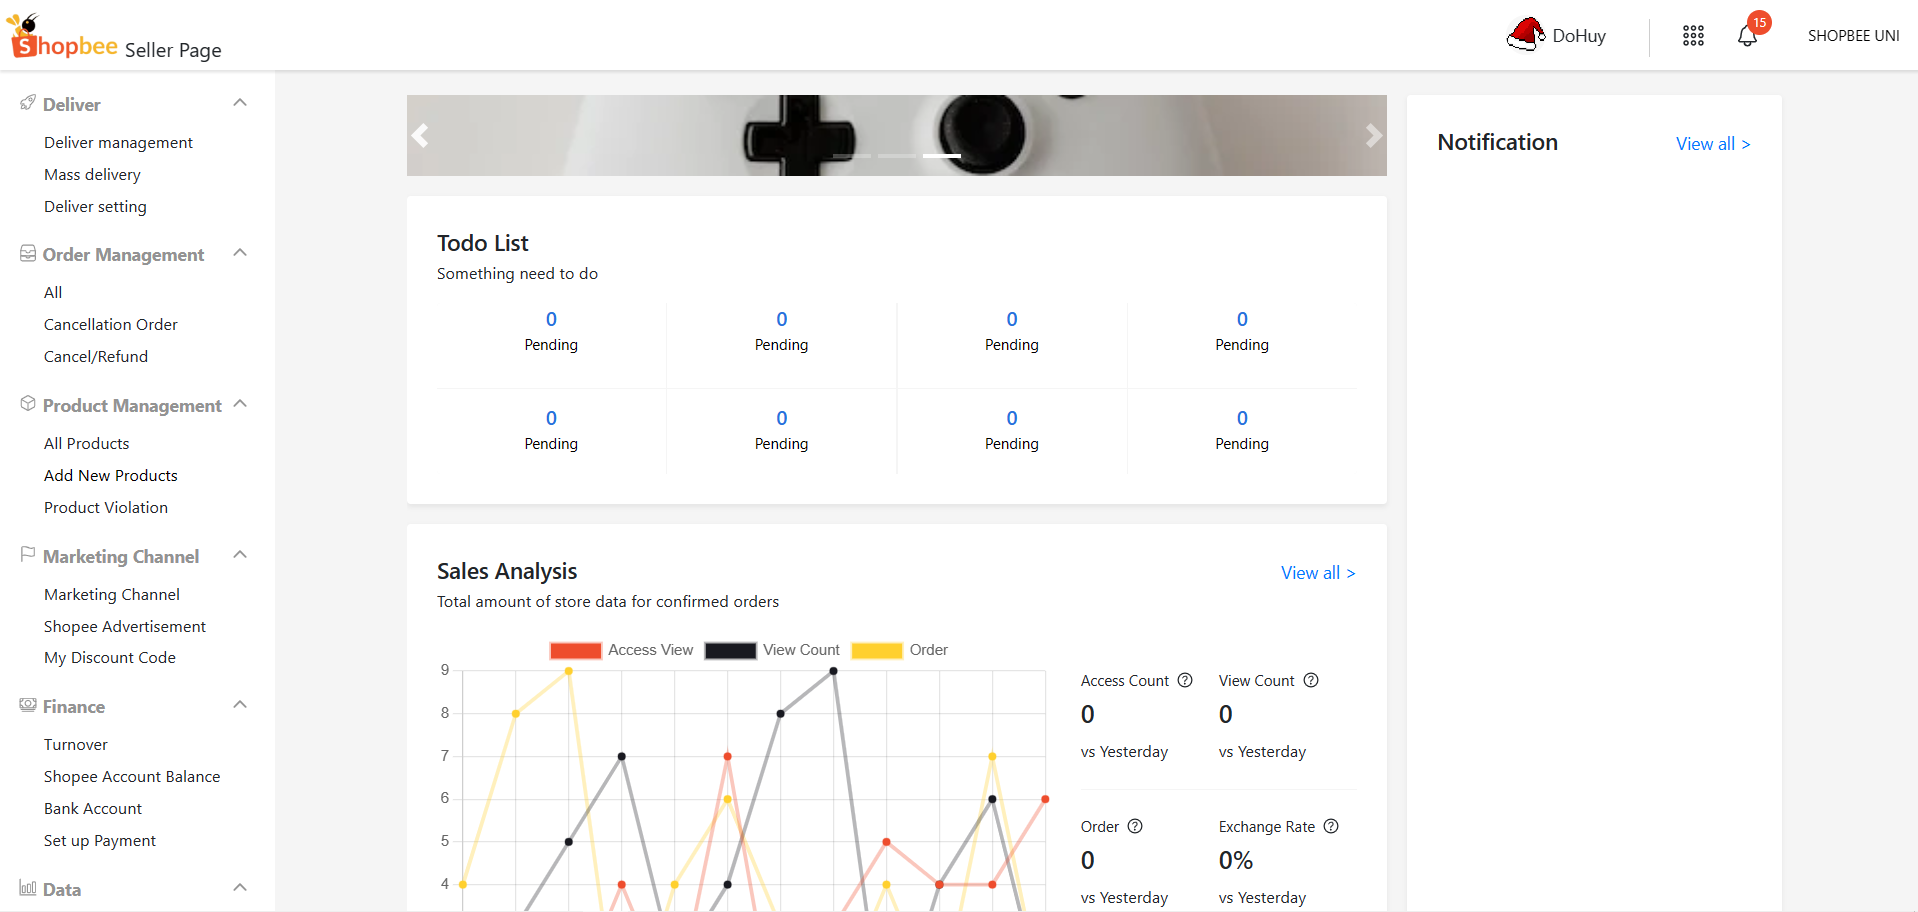 Shopbee Seller Page
DoHuy
15
SHOPBEE UNI
Deliver
Deliver management
Mass delivery
Deliver setting
Order Management
All
Cancellation Order
Cancel/Refund
Product Management
All Products
Add New Products
Product Violation
Marketing Channel
Marketing Channel
Shopee Advertisement
My Discount Code
Finance
Turnover
Shopee Account Balance
Bank Account
Set up Payment
Data
Todo List
Something need to do
0 0 0 0
Pending Pending Pending Pending
0 0 0 0
Pending Pending Pending Pending
Sales Analysis
View all >
Total amount of store data for confirmed orders
Access View View Count Order
9
8
7
6
5
4
Access Count View Count
0 0
vs Yesterday vs Yesterday
Order Exchange Rate
0 0%
vs Yesterday vs Yesterday
Notification
View all >